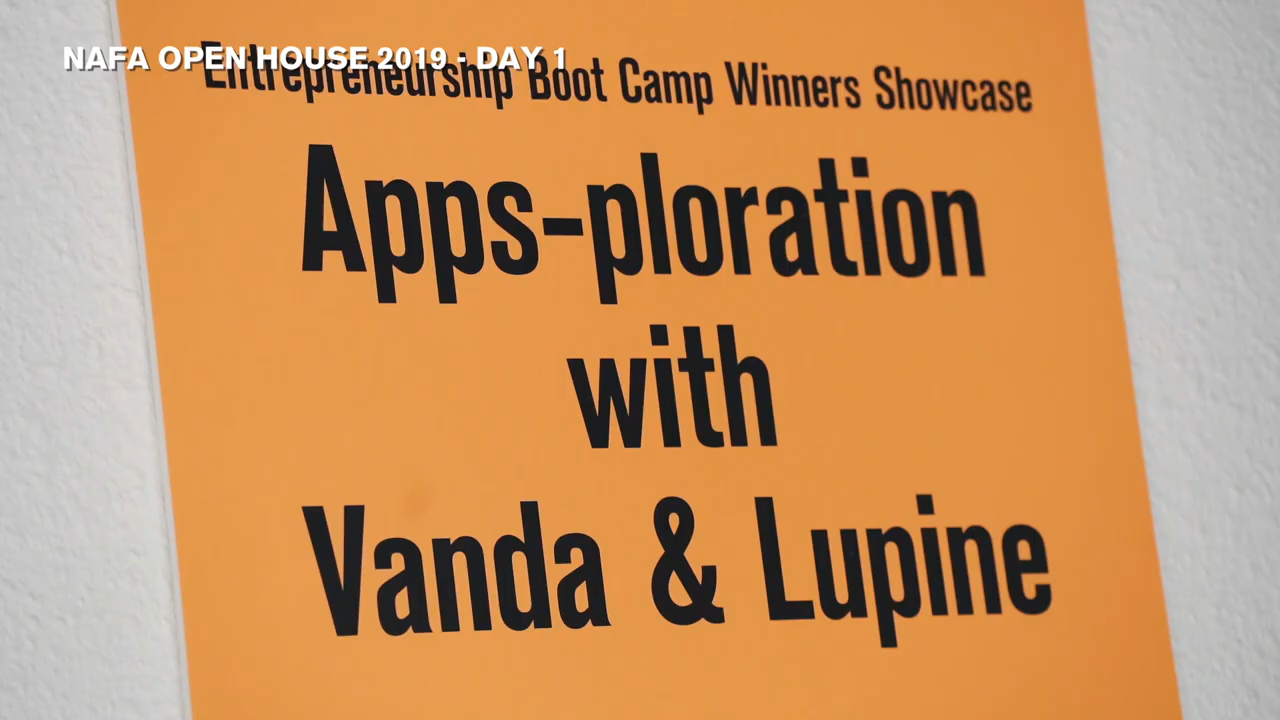 NAFA OPEN HOUSE 2019 - DAY 1
Entrepreneurship Boot Camp Winners Showcase
Apps-ploration
with
Vanda & Lupine